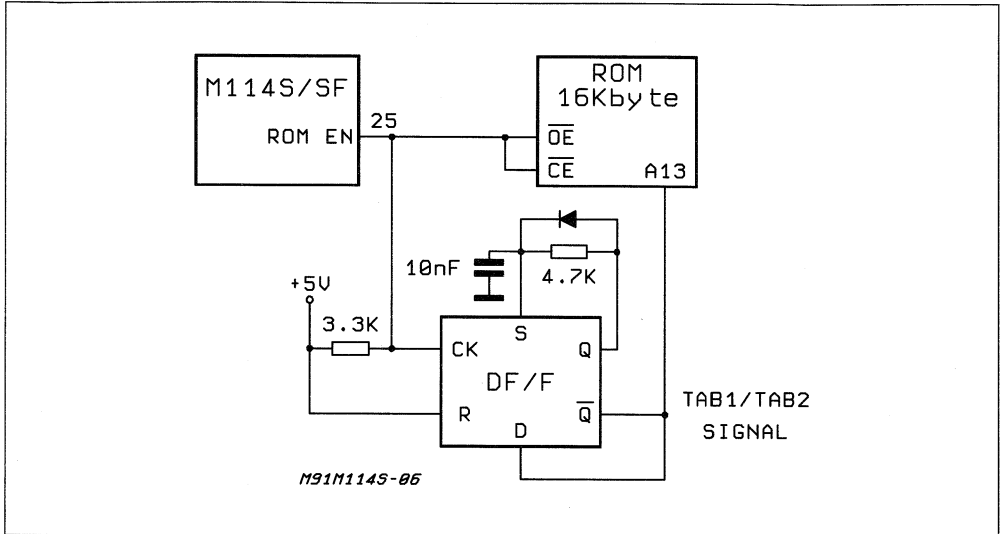 M114S/SF
ROM EN
25
ROM
16Kbyte
OE
CE
A13
10nF
4.7K
+5V
3.3K
S
CK
Q
DF/F
R
Q
D
TAB1/TAB2
SIGNAL
M91M114S-06